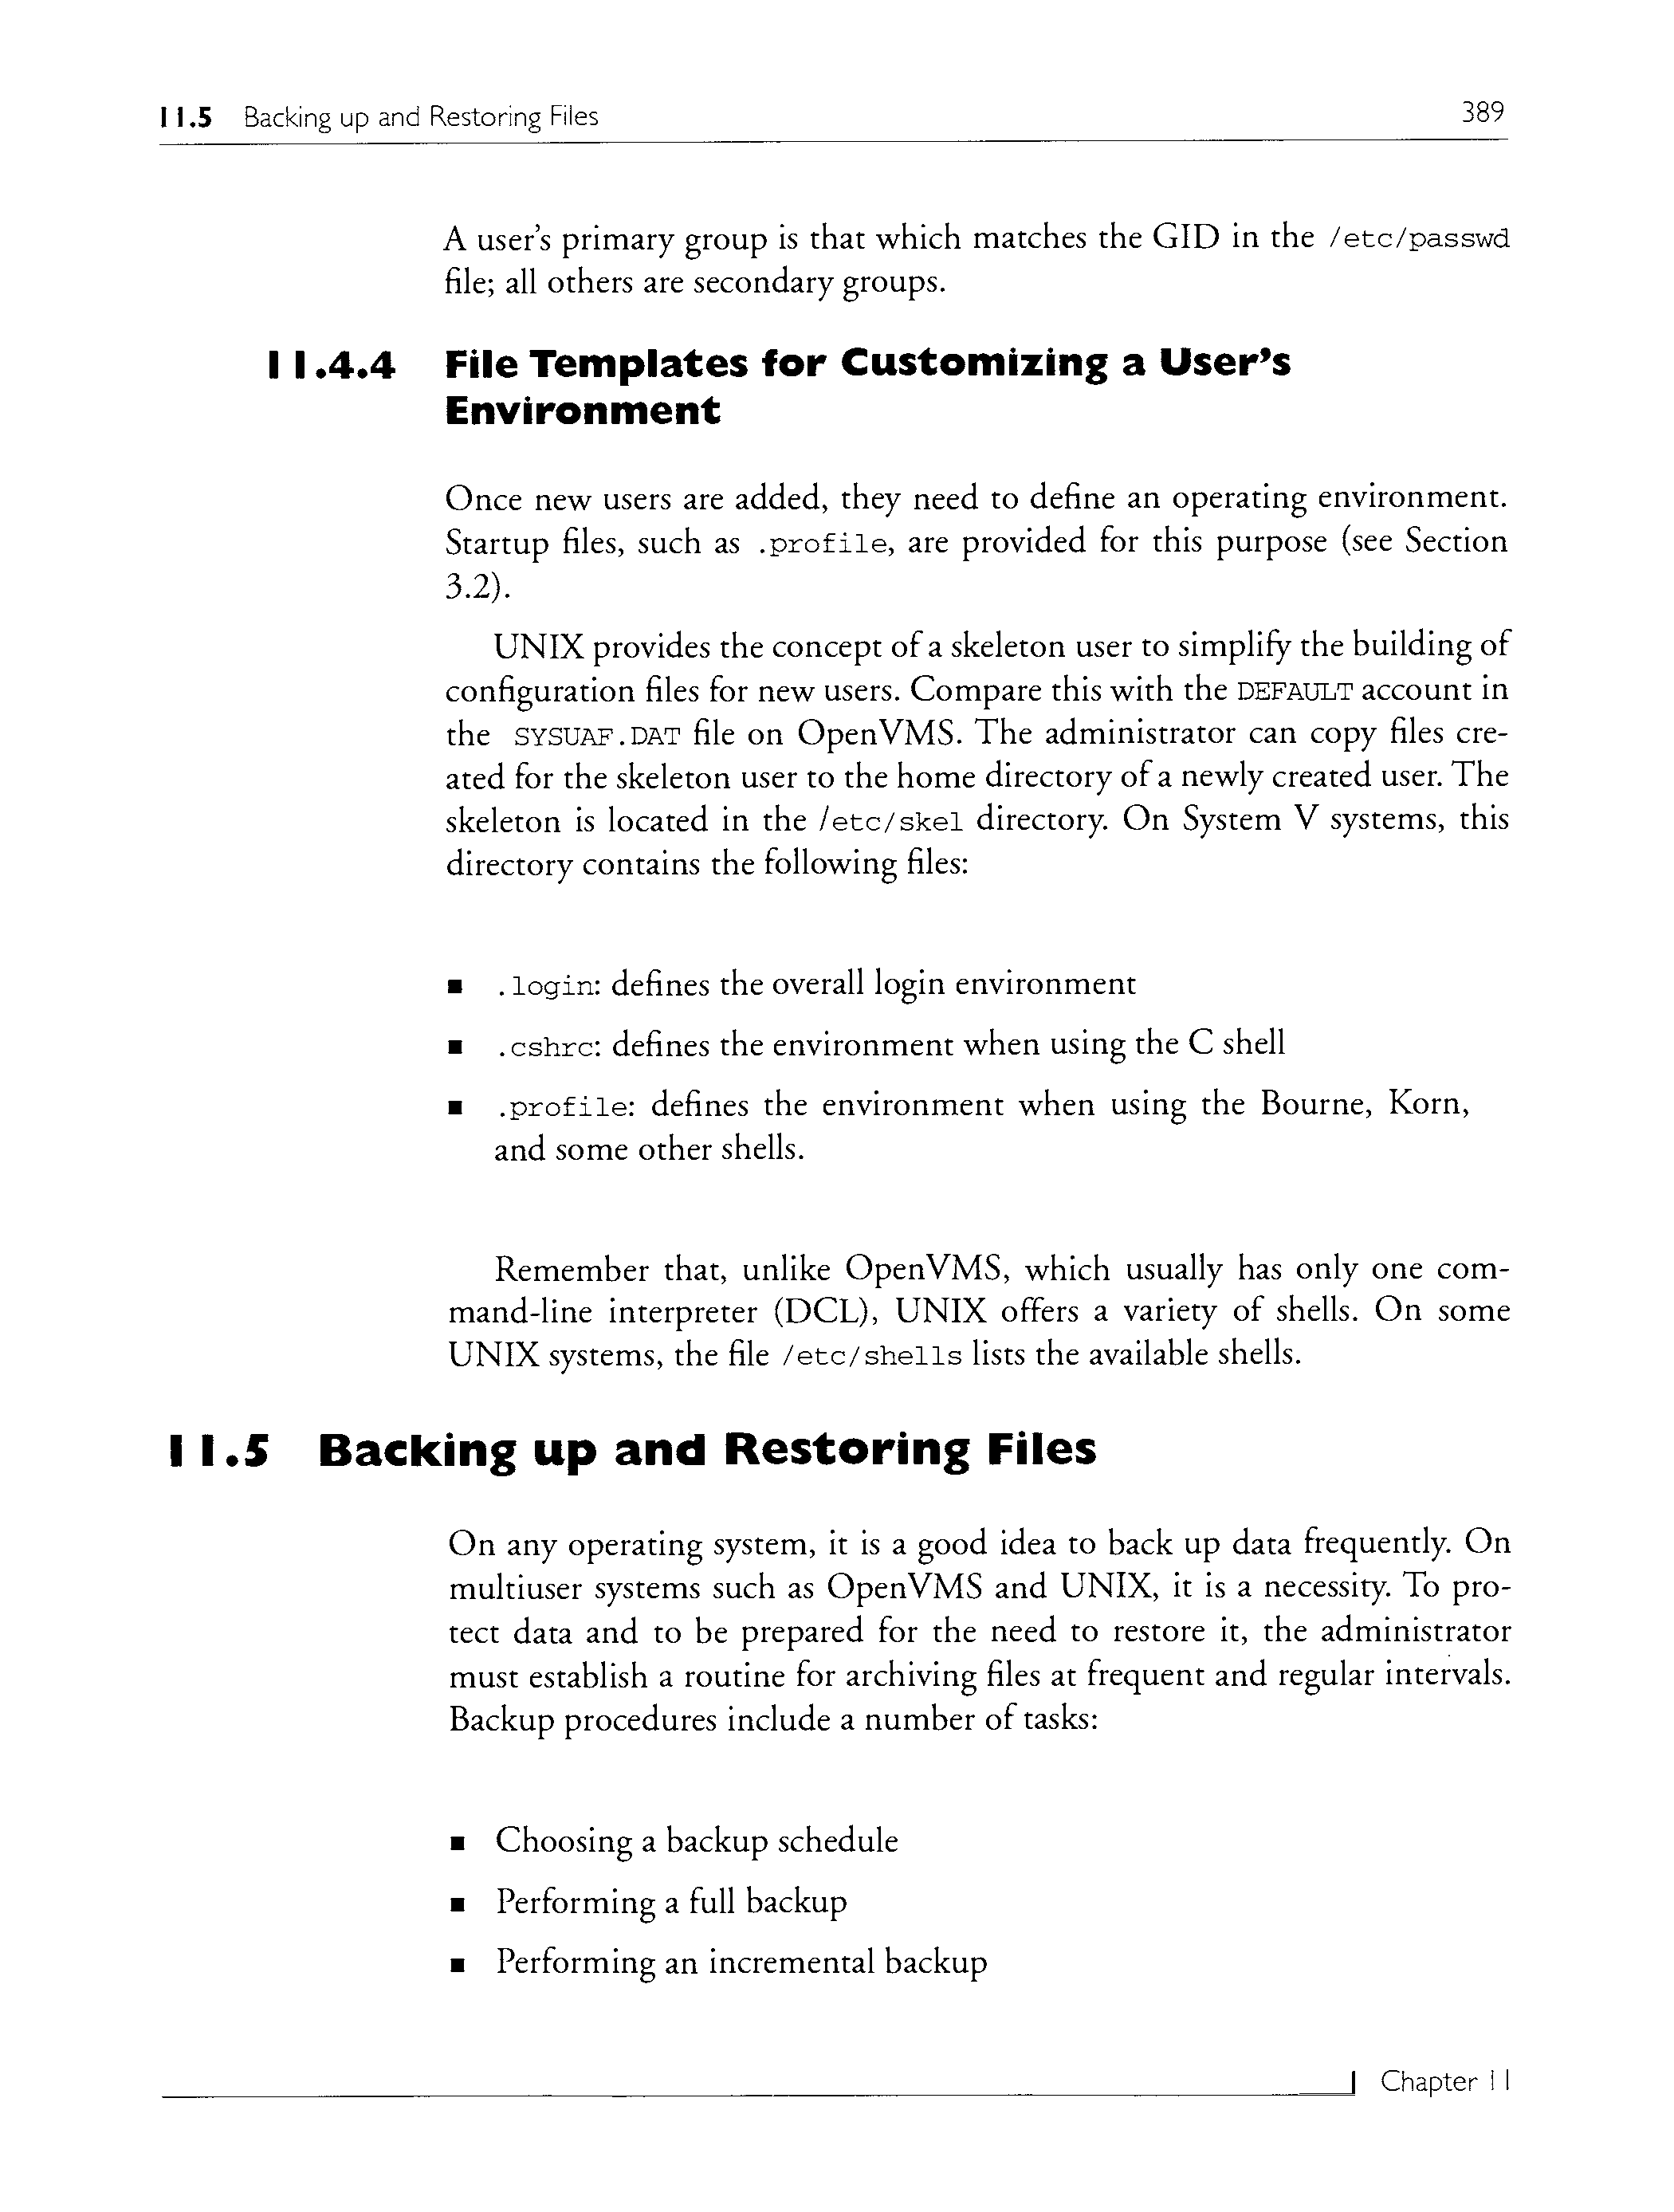 11.5 Backing up and Restoring Files 389
A user's primary group is that which matches the GID in the /etc/passwd
file; all others are secondary groups.
11.4.4 File Templates for Customizing a User's
Environment
Once new users are added, they need to define an operating environment.
Startup files, such as .profile, are provided for this purpose (see Section
3.2).
UNIX provides the concept of a skeleton user to simplify the building of
configuration files for new users. Compare this with the DEFAULT account in
the SYSUAF.DAT file on OpenVMS. The administrator can copy files cre-
ated for the skeleton user to the home directory of a newly created user. The
skeleton is located in the /etc/skel directory. On System V systems, this
directory contains the following files:
■ .login: defines the overall login environment
■ .cshrc: defines the environment when using the C shell
■ .profile: defines the environment when using the Bourne, Korn,
and some other shells.
Remember that, unlike OpenVMS, which usually has only one com-
mand-line interpreter (DCL), UNIX offers a variety of shells. On some
UNIX systems, the file /etc/shells lists the available shells.
11.5 Backing up and Restoring Files
On any operating system, it is a good idea to back up data frequently. On
multiuser systems such as OpenVMS and UNIX, it is a necessity. To pro-
tect data and to be prepared for the need to restore it, the administrator
must establish a routine for archiving files at frequent and regular intervals.
Backup procedures include a number of tasks:
■ Choosing a backup schedule
■ Performing a full backup
■ Performing an incremental backup
Chapter 11